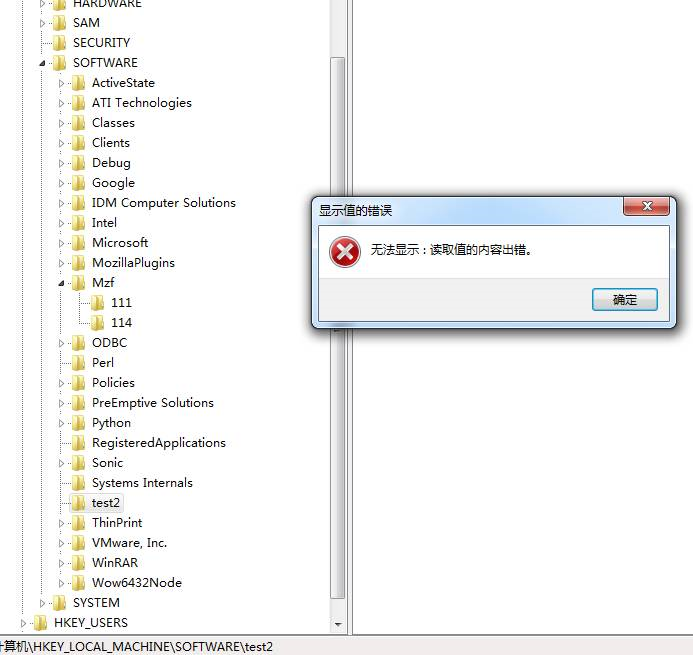 HARDWARE
SAM
SECURITY
SOFTWARE
ActiveState
ATI Technologies
Classes
Clients
Debug
Google
IDM Computer Solutions
Intel
Microsoft
MozillaPlugins
Mzf
111
114
ODBC
Perl
Policies
PreEmptive Solutions
Python
RegisteredApplications
Sonic
Systems Internals
test2
ThinPrint
VMware, Inc.
WinRAR
Wow6432Node
SYSTEM
HKEY_USERS
显示值的错误
无法显示：读取值的内容出错。
确定
计算机\HKEY_LOCAL_MACHINE\SOFTWARE\test2